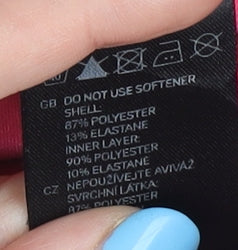 GB DO NOT USE SOFTENER
SHELL:
87% POLYESTER
13% ELASTANE
INNER LAYER:
90% POLYESTER
10% ELASTANE
CZ NEPOUŽÍVEJTE AVIVÁŽ
SVRCHNÍ LÁTKA:
87% POLYESTER